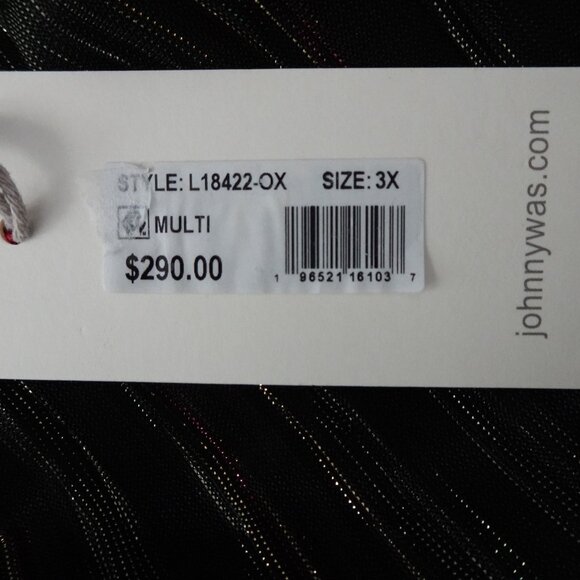 STYLE: L18422-OX SIZE: 3X
MULTI
$290.00
1 96521 16103 7
johnnywas.com